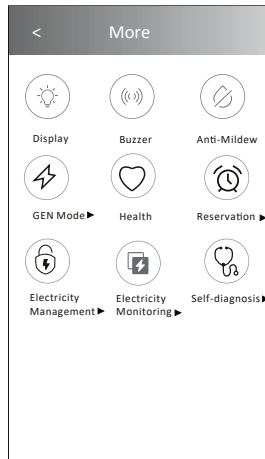 < More
Display Buzzer Anti-Mildew
GEN Mode▶ Health Reservation ▶
Electricity Electricity Self-diagnosis▶
Management▶ Monitoring▶